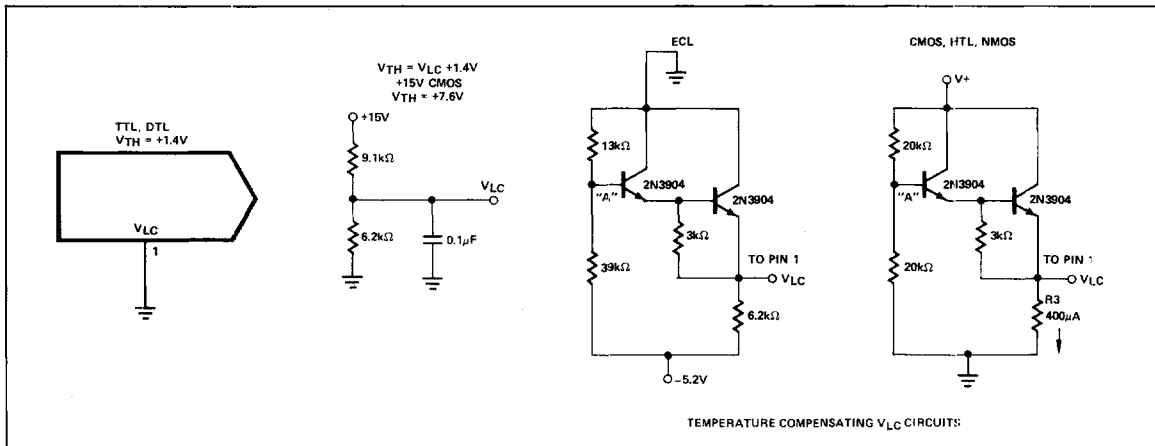 TTL, DTL
VTH = +1.4V
VLC
1
VTH = VLC +1.4V
+15V CMOS
VTH = +7.6V
+15V
9.1kΩ
VLC
6.2kΩ
0.1μF
ECL
13kΩ
"A"
2N3904
2N3904
3kΩ
39kΩ
TO PIN 1
VLC
6.2kΩ
–5.2V
CMOS, HTL, NMOS
V+
20kΩ
"A"
2N3904
2N3904
3kΩ
20kΩ
TO PIN 1
VLC
R3
400μA
TEMPERATURE COMPENSATING VLC CIRCUITS